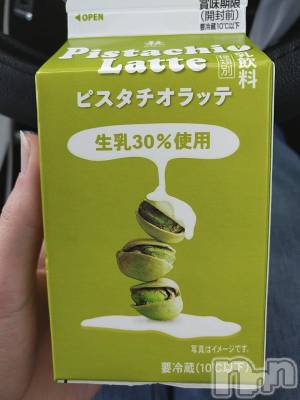 ◀OPEN
賞味期限
(開封前)
要冷蔵10℃以下
Pistachio
Latte
種類別
飲料
ピスタチオラッテ
生乳30%使用
写真はイメージです。
要冷蔵(10℃以下)